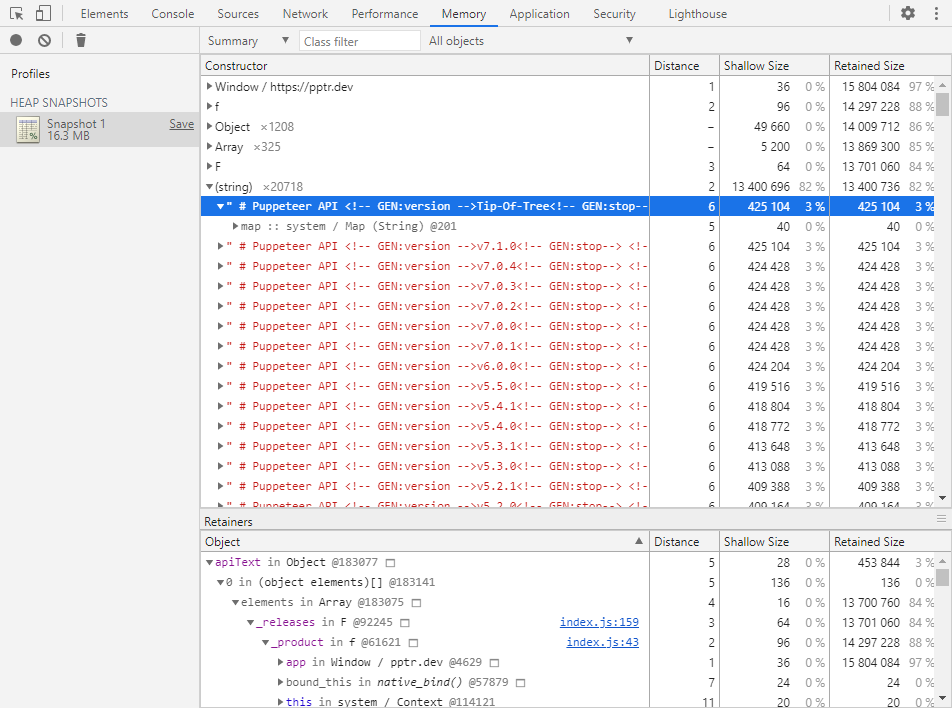 Elements Console Sources Network Performance Memory Application Security Lighthouse
Summary ▼ Class filter All objects ▼
Profiles
HEAP SNAPSHOTS
Snapshot 1 Save
16.3 MB
Constructor Distance Shallow Size Retained Size
▶Window / https://pptr.dev 1 36 0 % 15 804 084 97 %
▶f 2 96 0 % 14 297 228 88 %
▶Object ×1208 – 49 660 0 % 14 009 712 86 %
▶Array ×325 – 5 200 0 % 13 869 300 85 %
▶F 3 64 0 % 13 701 060 84 %
▼(string) ×20718 2 13 400 696 82 % 13 400 736 82 %
▼" # Puppeteer API <!-- GEN:version -->Tip-Of-Tree<!-- GEN:stop-- 6 425 104 3 % 425 104 3 %
▶map :: system / Map (String) @201 5 40 0 % 40 0 %
▶" # Puppeteer API <!-- GEN:version -->v7.1.0<!-- GEN:stop--> <!- 6 425 104 3 % 425 104 3 %
▶" # Puppeteer API <!-- GEN:version -->v7.0.4<!-- GEN:stop--> <!- 6 424 428 3 % 424 428 3 %
▶" # Puppeteer API <!-- GEN:version -->v7.0.3<!-- GEN:stop--> <!- 6 424 428 3 % 424 428 3 %
▶" # Puppeteer API <!-- GEN:version -->v7.0.2<!-- GEN:stop--> <!- 6 424 428 3 % 424 428 3 %
▶" # Puppeteer API <!-- GEN:version -->v7.0.0<!-- GEN:stop--> <!- 6 424 428 3 % 424 428 3 %
▶" # Puppeteer API <!-- GEN:version -->v7.0.1<!-- GEN:stop--> <!- 6 424 428 3 % 424 428 3 %
▶" # Puppeteer API <!-- GEN:version -->v6.0.0<!-- GEN:stop--> <!- 6 424 204 3 % 424 204 3 %
▶" # Puppeteer API <!-- GEN:version -->v5.5.0<!-- GEN:stop--> <!- 6 419 516 3 % 419 516 3 %
▶" # Puppeteer API <!-- GEN:version -->v5.4.1<!-- GEN:stop--> <!- 6 418 804 3 % 418 804 3 %
▶" # Puppeteer API <!-- GEN:version -->v5.4.0<!-- GEN:stop--> <!- 6 418 772 3 % 418 772 3 %
▶" # Puppeteer API <!-- GEN:version -->v5.3.1<!-- GEN:stop--> <!- 6 413 648 3 % 413 648 3 %
▶" # Puppeteer API <!-- GEN:version -->v5.3.0<!-- GEN:stop--> <!- 6 413 088 3 % 413 088 3 %
▶" # Puppeteer API <!-- GEN:version -->v5.2.1<!-- GEN:stop--> <!- 6 409 388 3 % 409 388 3 %
▶" # Puppeteer API <!-- GEN:version -->v5.2.0<!-- GEN:stop--> <!- 6 409 164 3 % 409 164 3 %
Retainers
Object ▲ Distance Shallow Size Retained Size
▼apiText in Object @183077 5 28 0 % 453 844 3 %
▼0 in (object elements)[] @183141 5 136 0 % 136 0 %
▼elements in Array @183075 4 16 0 % 13 700 760 84 %
▼_releases in F @92245 index.js:159 3 64 0 % 13 701 060 84 %
▼_product in f @61621 index.js:43 2 96 0 % 14 297 228 88 %
▶app in Window / pptr.dev @4629 1 36 0 % 15 804 084 97 %
▶bound_this in native_bind() @57879 7 24 0 % 24 0 %
▶this in system / Context @114121 11 20 0 % 20 0 %